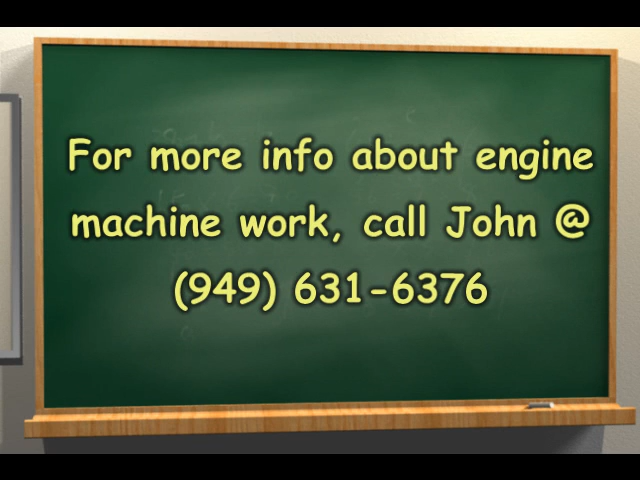 For more info about engine
machine work, call John @
(949) 631-6376